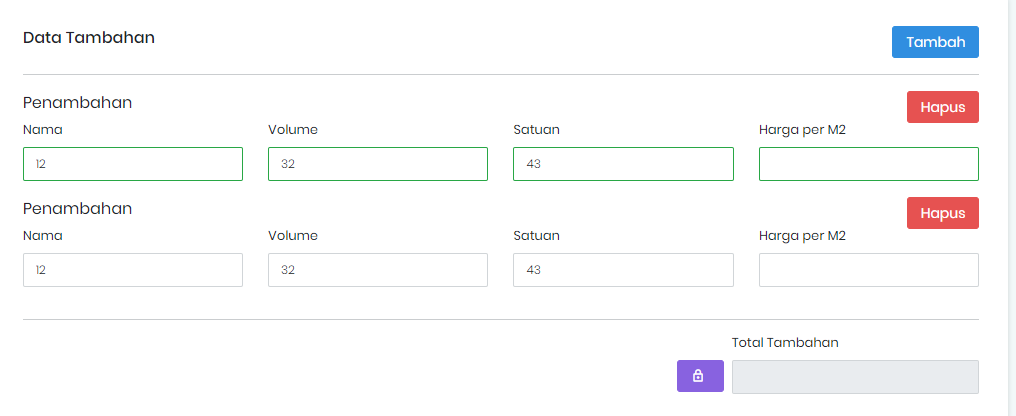 Data Tambahan
Tambah
Penambahan
Hapus
Nama Volume Satuan Harga per M2
12 32 43
Penambahan
Hapus
Nama Volume Satuan Harga per M2
12 32 43
Total Tambahan